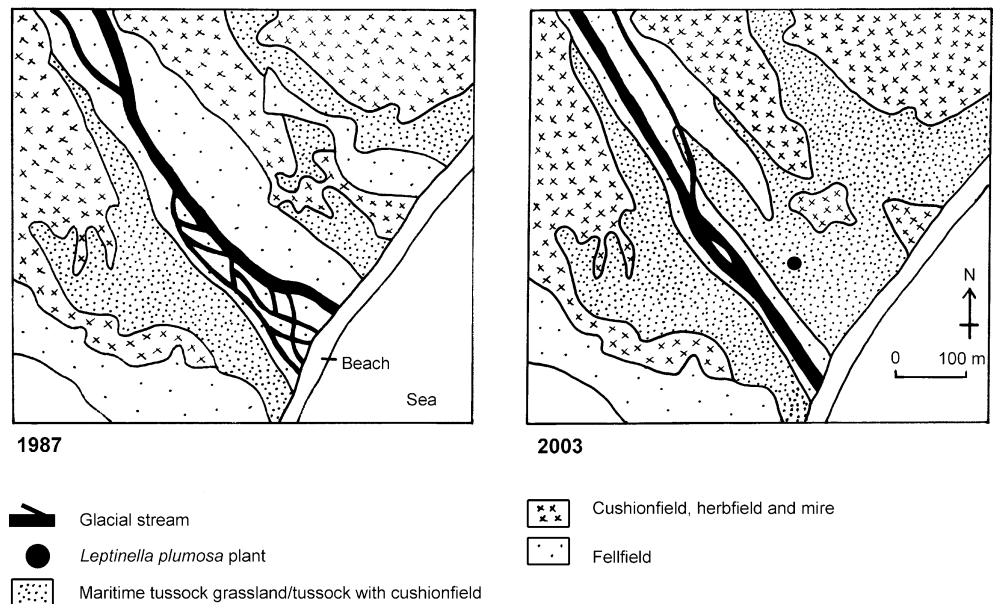 N
0 100 m
Beach
Sea
1987
2003
Glacial stream
Leptinella plumosa plant
Maritime tussock grassland/tussock with cushionfield
Cushionfield, herbfield and mire
Fellfield